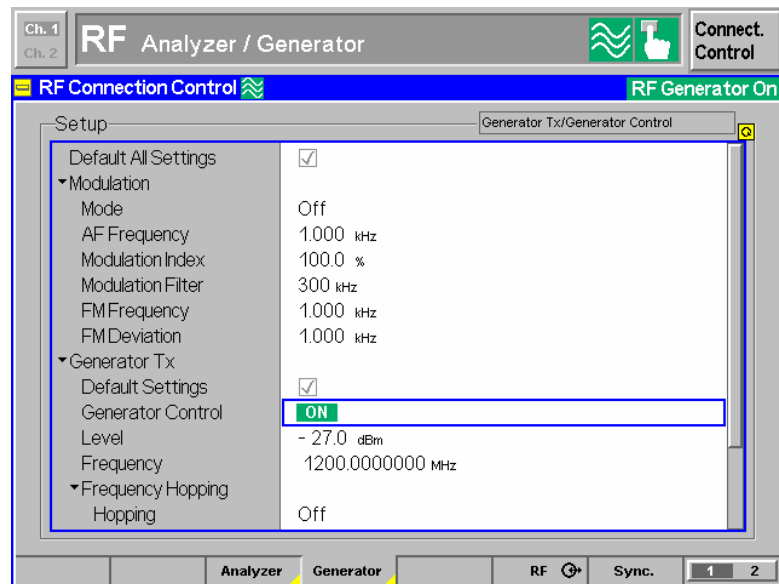 Ch. 1
Ch. 2
RF Analyzer / Generator
Connect.
Control
RF Connection Control
RF Generator On
Setup
Generator Tx/Generator Control
Default All Settings
Modulation
Mode Off
AF Frequency 1.000 kHz
Modulation Index 100.0 %
Modulation Filter 300 kHz
FM Frequency 1.000 kHz
FM Deviation 1.000 kHz
Generator Tx
Default Settings
Generator Control ON
Level - 27.0 dBm
Frequency 1200.0000000 MHz
Frequency Hopping
Hopping Off
Analyzer Generator RF Sync. 1 2